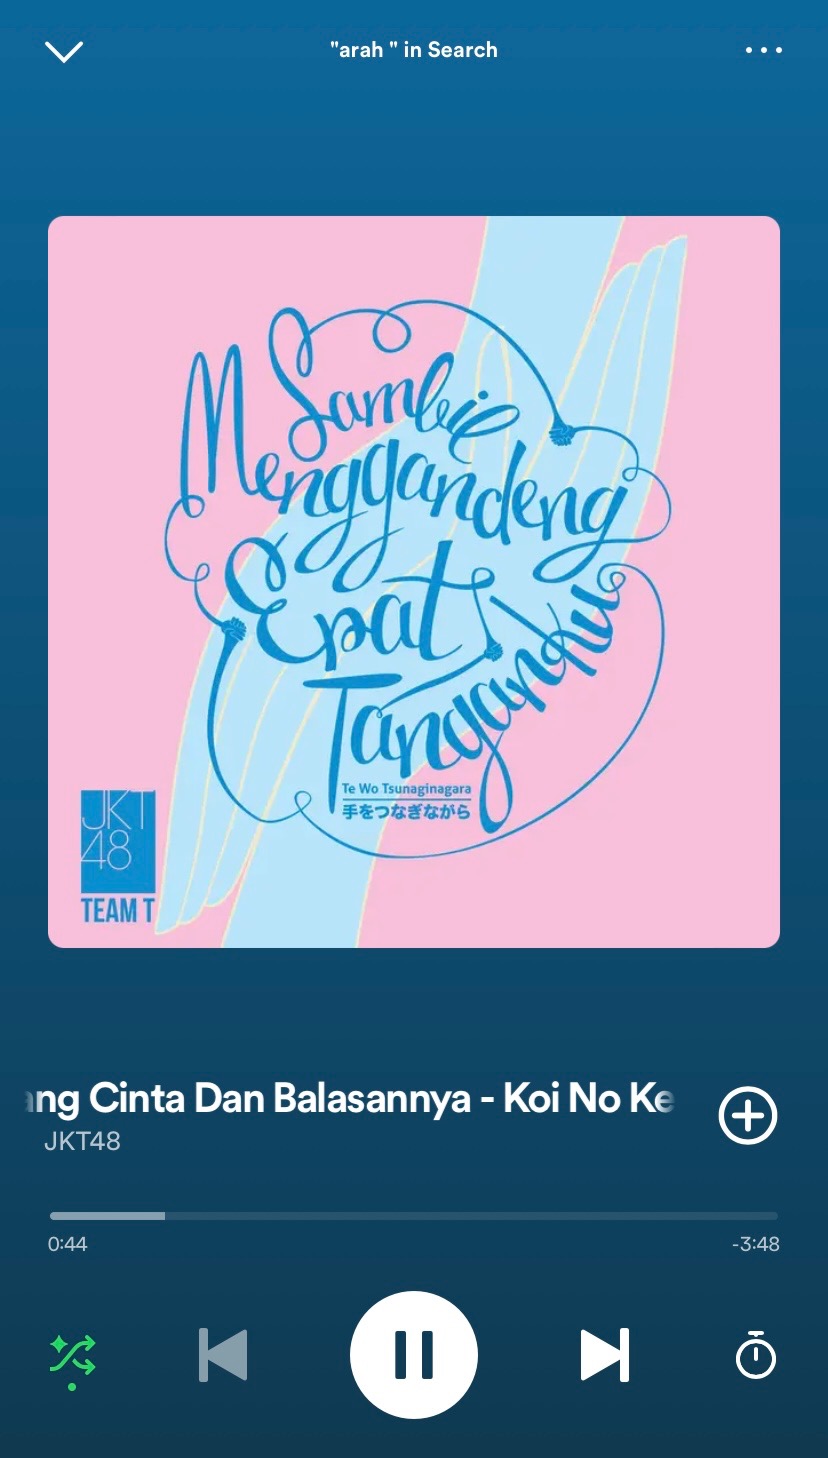 "arah " in Search
Sambil
Menggandeng
Erat
Tanganku
Te Wo Tsunaginagara
手をつなぎながら
JKT
48
TEAM T
ng Cinta Dan Balasannya - Koi No Ke
JKT48
0:44
-3:48